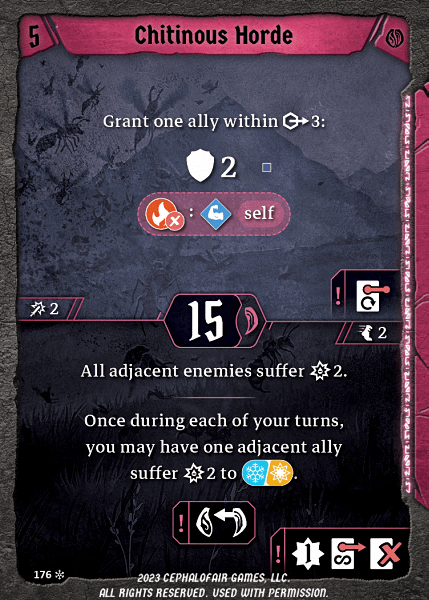 5
Chitinous Horde
Grant one ally within 3:
2
: self
!
2
15
2
All adjacent enemies suffer 2.
Once during each of your turns,
you may have one adjacent ally
suffer 2 to .
!
!
176
2023 CEPHALOFAIR GAMES, LLC.
ALL RIGHTS RESERVED. USED WITH PERMISSION.